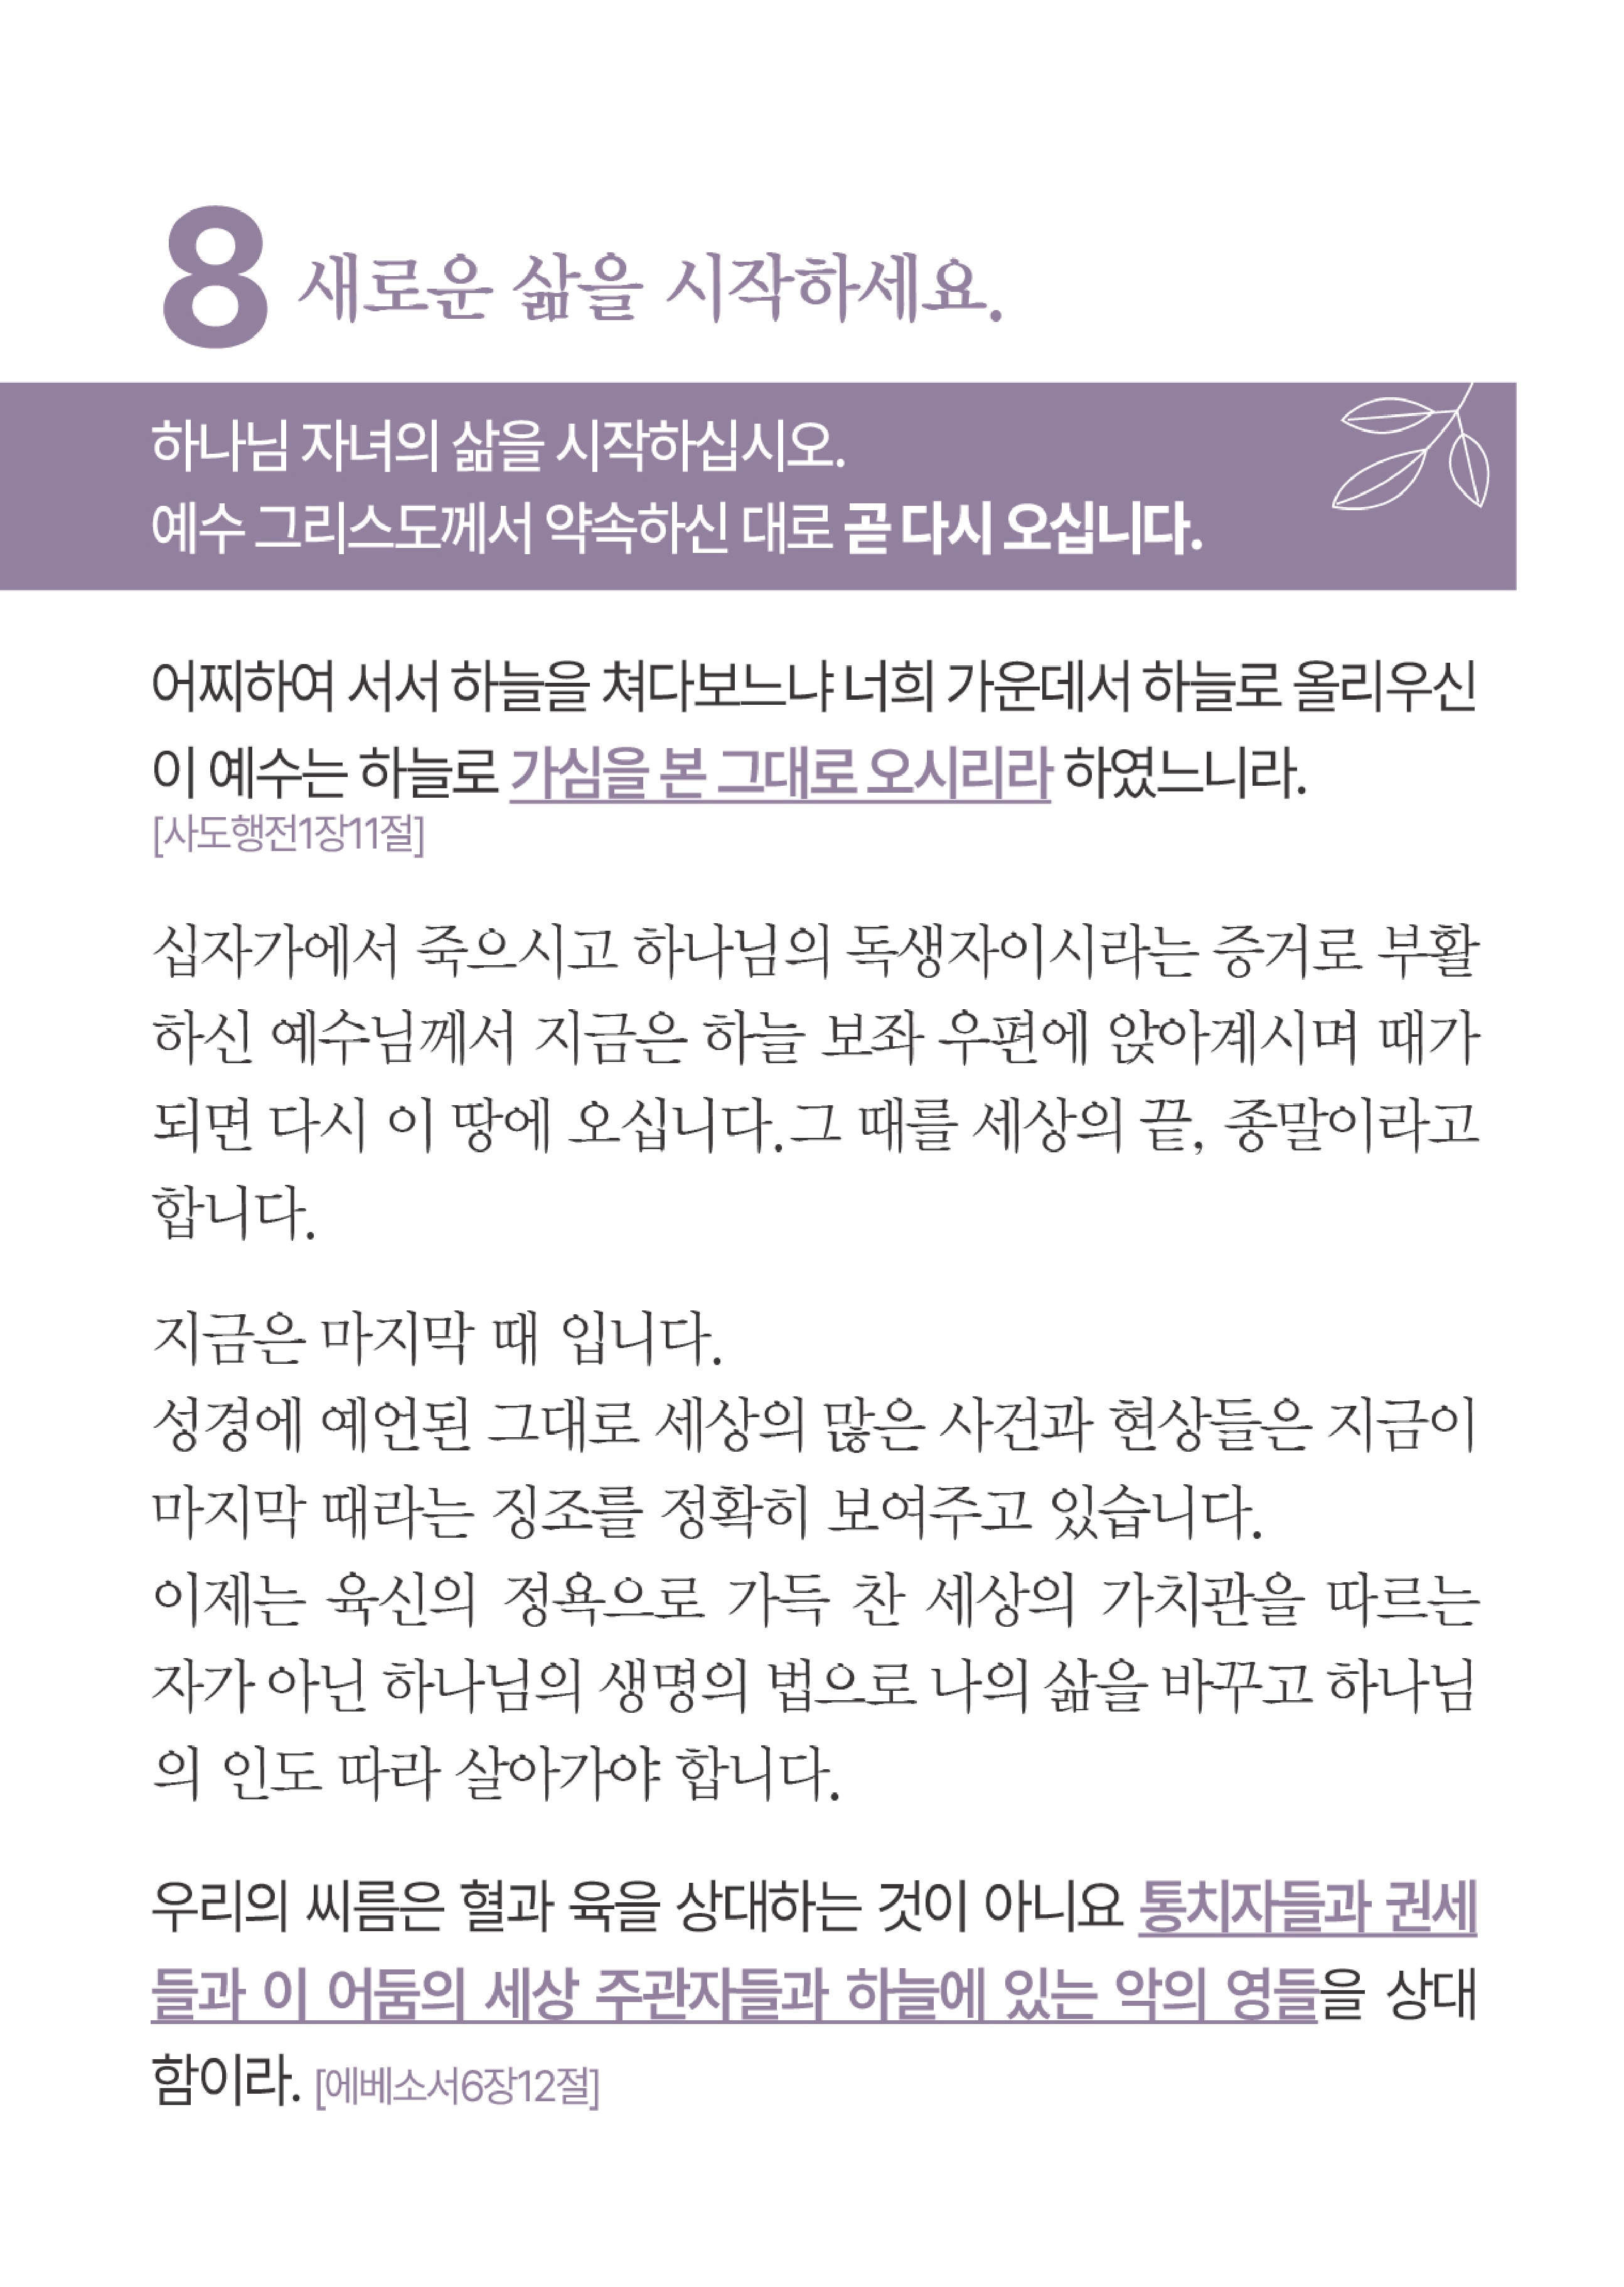 8 새로운 삶을 시작하세요.
하나님 자녀의 삶을 시작하십시오.
예수 그리스도께서 약속하신 대로 곧 다시 오십니다.
어찌하여 서서 하늘을 쳐다보느냐 너희 가운데서 하늘로 올리우신
이 예수는 하늘로 가심을 본 그대로 오시리라 하였느니라.
[사도행전1장11절]
십자가에서 죽으시고 하나님의 독생자이시라는 증거로 부활
하신 예수님께서 지금은 하늘 보좌 우편에 앉아계시며 때가
되면 다시 이 땅에 오십니다.그 때를 세상의 끝, 종말이라고
합니다.
지금은 마지막 때 입니다.
성경에 예언된 그대로 세상의 많은 사건과 현상들은 지금이
마지막 때라는 징조를 정확히 보여주고 있습니다.
이제는 육신의 정욕으로 가득 찬 세상의 가치관을 따르는
자가 아닌 하나님의 생명의 법으로 나의 삶을 바꾸고 하나님
의 인도 따라 살아가야 합니다.
우리의 씨름은 혈과 육을 상대하는 것이 아니요 통치자들과 권세
들과 이 어둠의 세상 주관자들과 하늘에 있는 악의 영들을 상대
함이라. [에베소서6장12절]